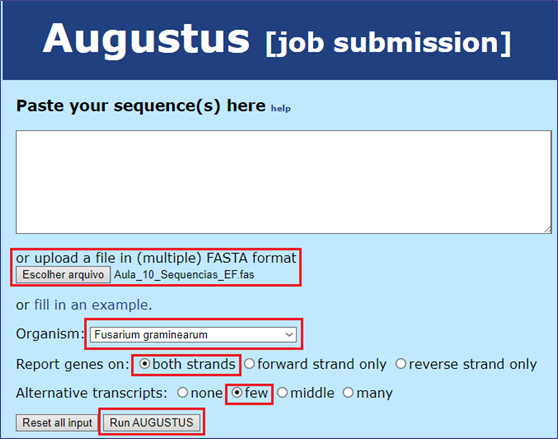 Augustus [job submission]
Paste your sequence(s) here help
or upload a file in (multiple) FASTA format
Escolher arquivo Aula_10_Sequencias_EF.fas
or fill in an example.
Organism: Fusarium graminearum
Report genes on: both strands forward strand only reverse strand only
Alternative transcripts: none few middle many
Reset all input Run AUGUSTUS